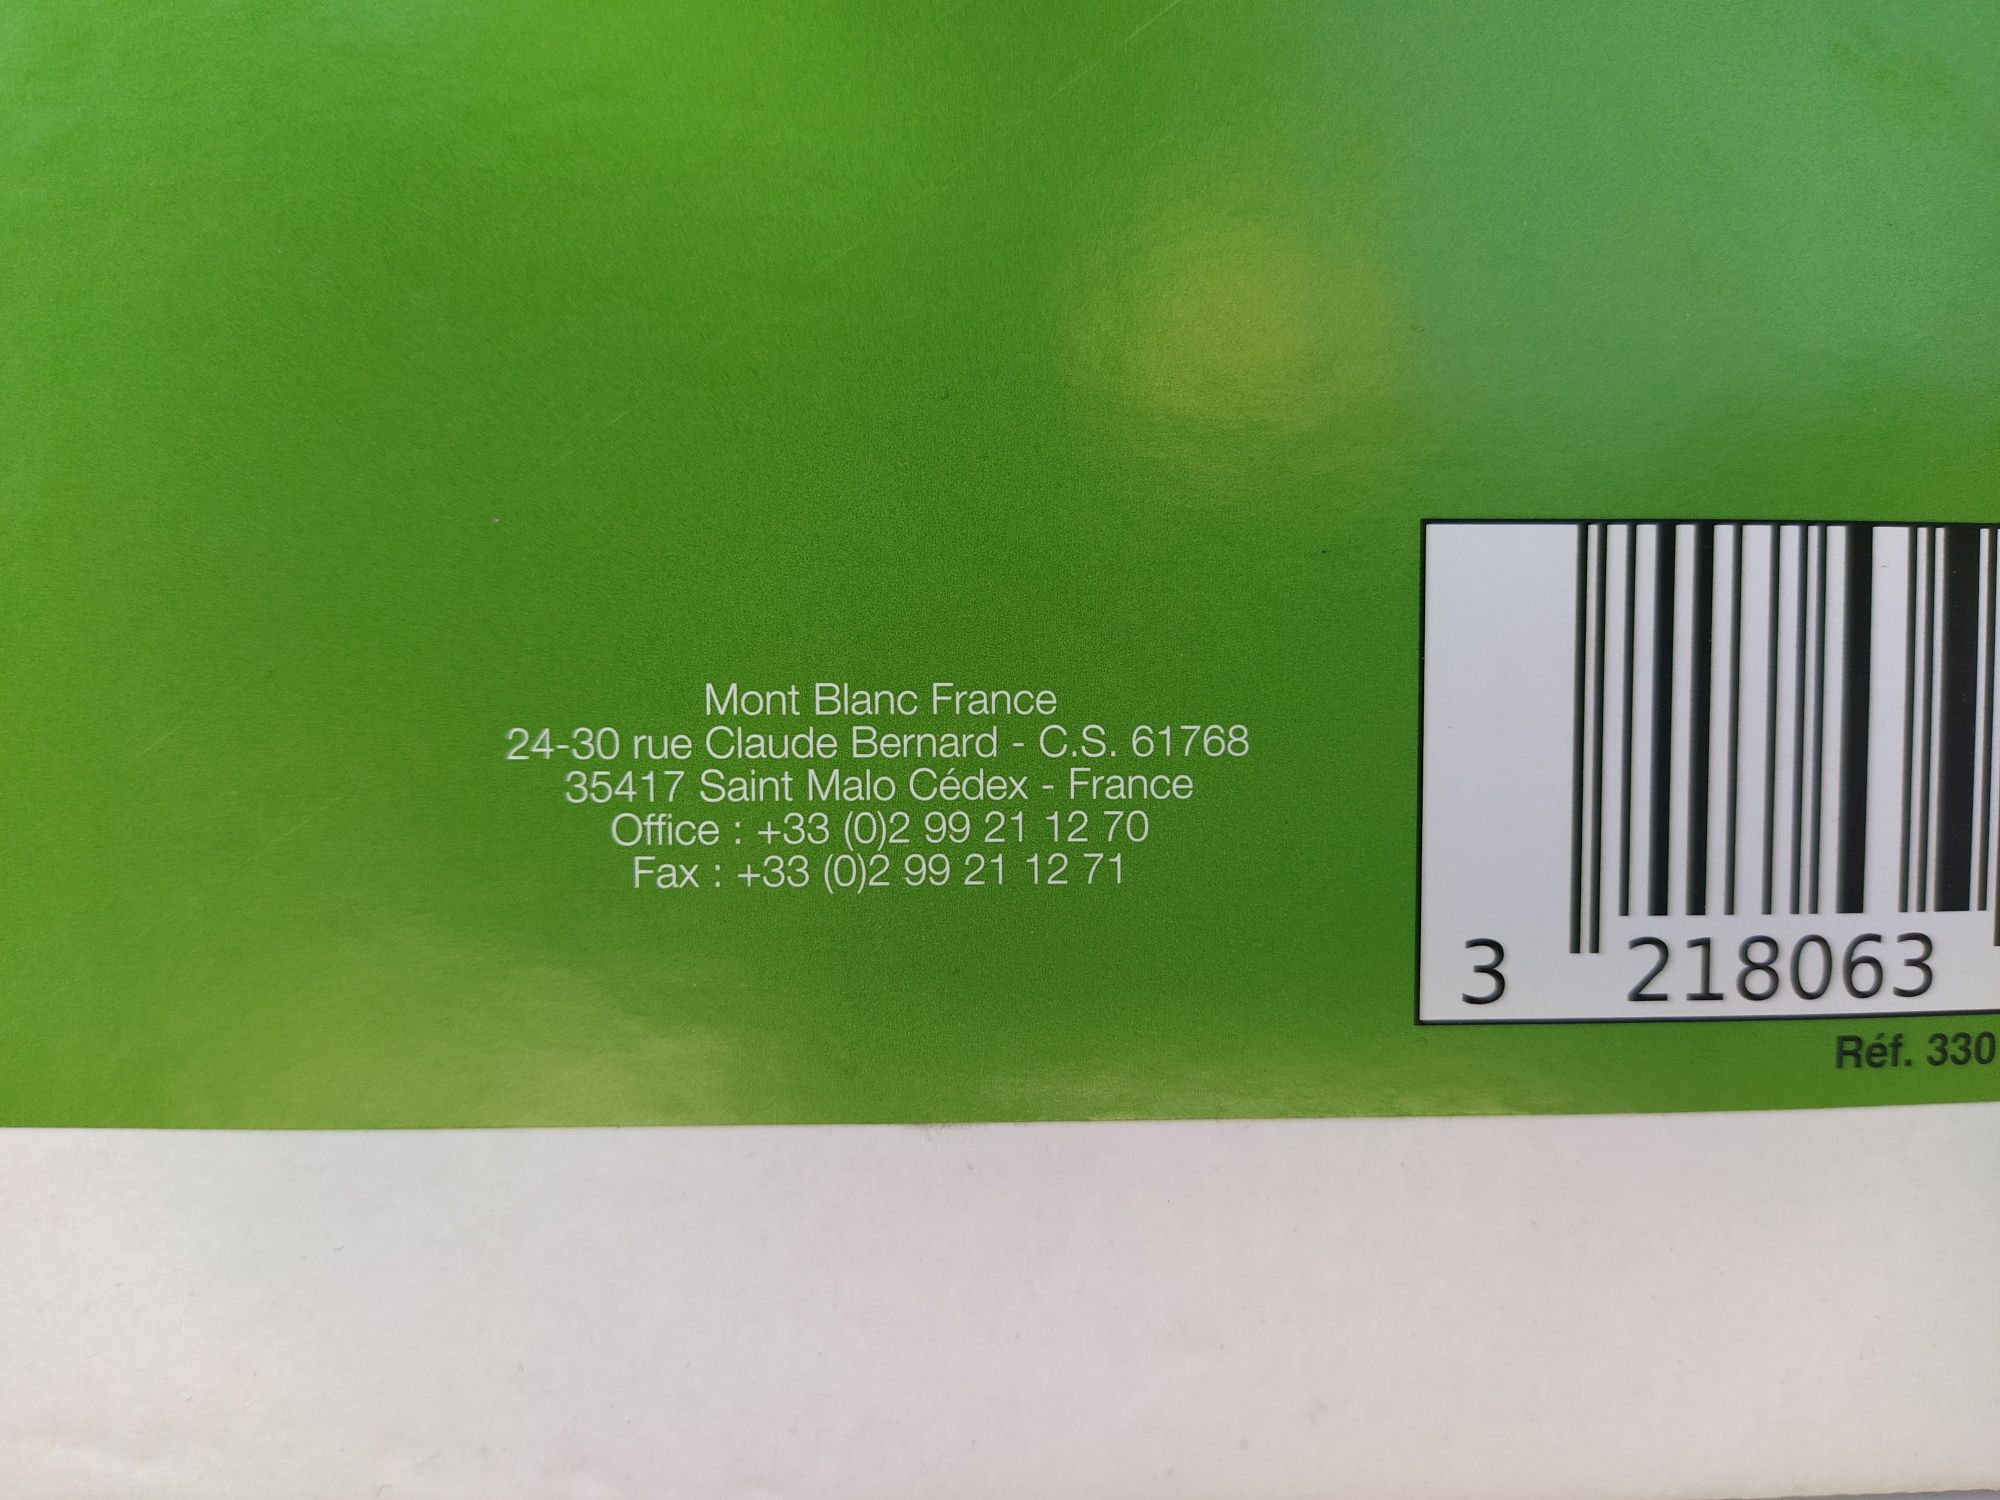 Mont Blanc France
24-30 rue Claude Bernard - C.S. 61768
35417 Saint Malo Cédex - France
Office : +33 (0)2 99 21 12 70
Fax : +33 (0)2 99 21 12 71
3 218063
Réf. 330